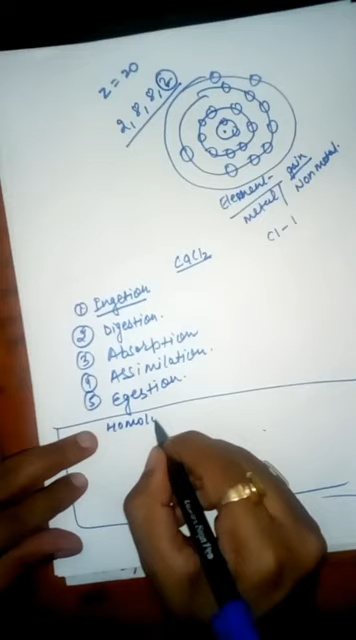 Z = 20
2, 8, 8, 2
Element-
metal | gain
Non metal.
Cl - 1
CaCl2
① Ingestion
② Digestion.
③ Absorption
④ Assimilation.
⑤ Egestion.
Homol